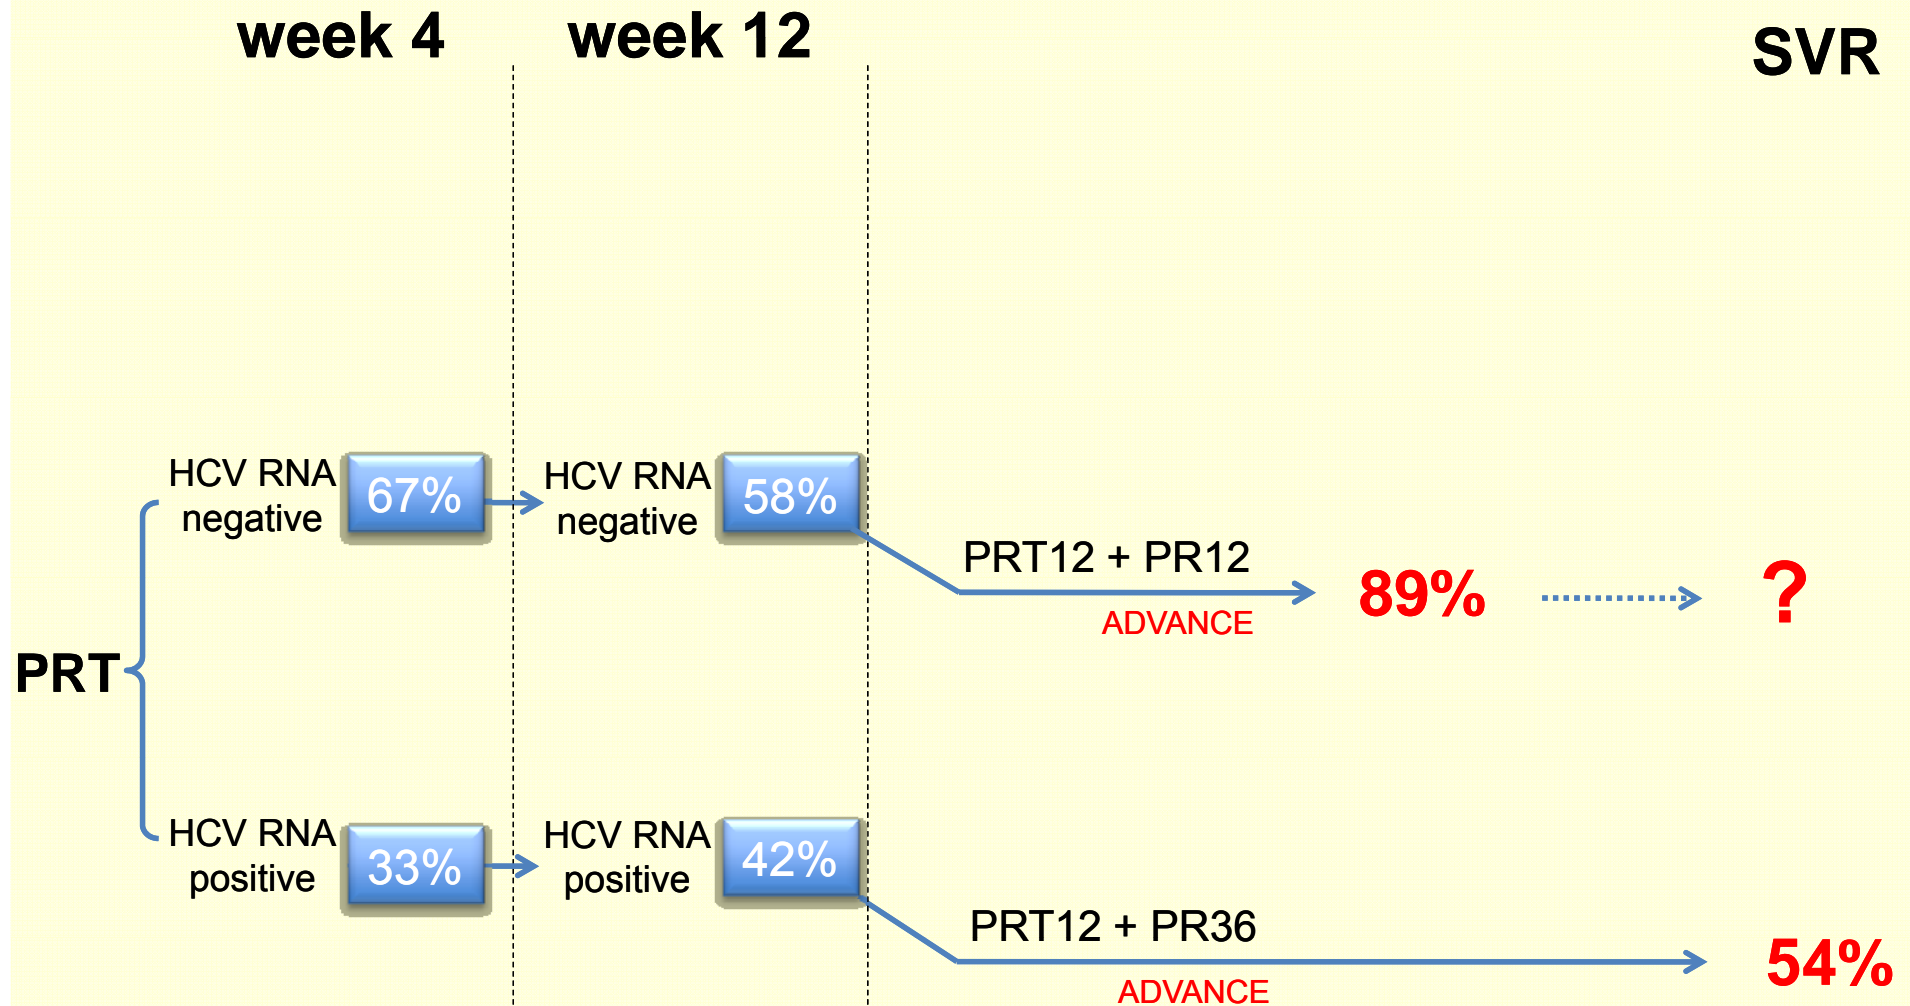 week 4
week 12
SVR
HCV RNA
negative
67%
HCV RNA
negative
58%
PRT12 + PR12
ADVANCE
89%
?
PRT
HCV RNA
positive
33%
HCV RNA
positive
42%
PRT12 + PR36
ADVANCE
54%